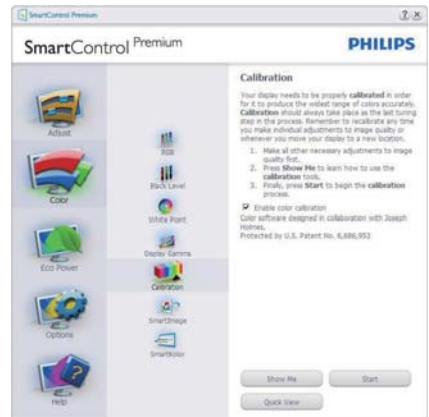 SmartControl Premium
SmartControl Premium
PHILIPS
Adjust
Color
Eco Power
Options
Help
RGB
Black Level
White Point
Display Gamma
Calibration
SmartImage
SmartKolor
Calibration
Your display needs to be properly calibrated in order
for it to produce the widest range of colors accurately.
Calibration should always take place as the last tuning
step in the process. Remember to recalibrate any time
you make individual adjustments to image quality or
whenever you move your display to a new location.
1. Make all other necessary adjustments to image
quality first.
2. Press Show Me to learn how to use the
calibration tools.
3. Finally, press Start to begin the calibration
process.
Enable color calibration
Color software designed in collaboration with Joseph
Holmes.
Protected by U.S. Patent No. 6,686,953
Show Me
Start
Quick View